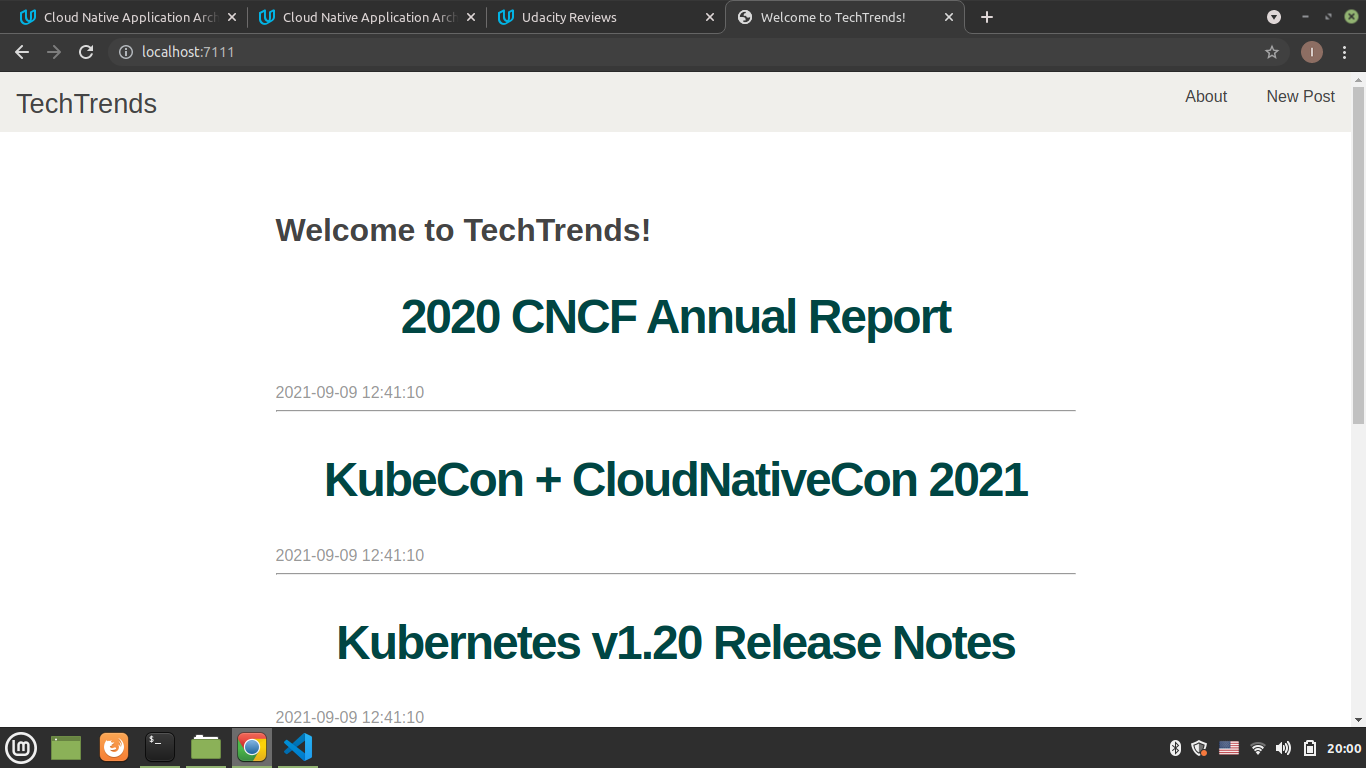 Cloud Native Application Arch
Cloud Native Application Arch
Udacity Reviews
Welcome to TechTrends!
localhost:7111
I
TechTrends
About
New Post
Welcome to TechTrends!
2020 CNCF Annual Report
2021-09-09 12:41:10
KubeCon + CloudNativeCon 2021
2021-09-09 12:41:10
Kubernetes v1.20 Release Notes
2021-09-09 12:41:10
20:00